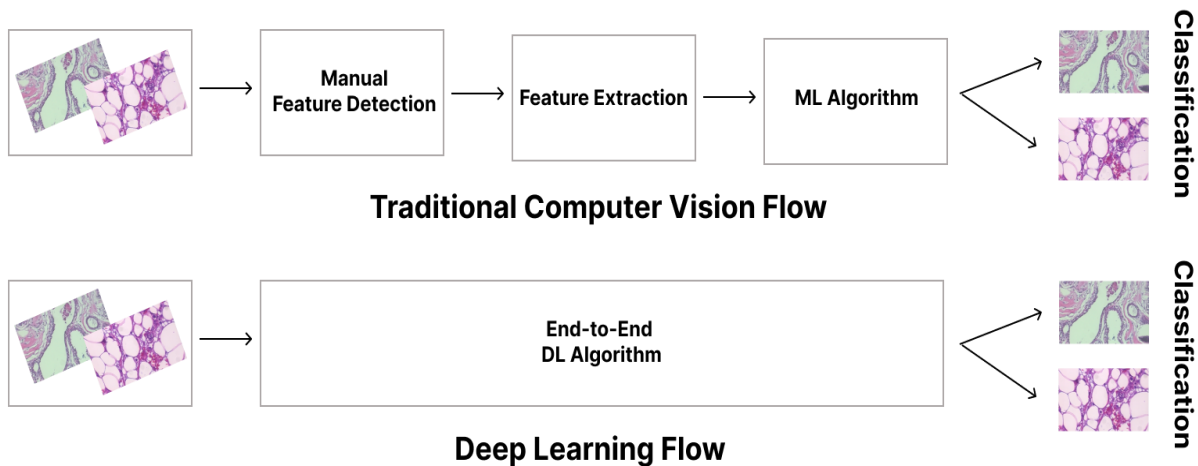 Manual
Feature Detection
Feature Extraction
ML Algorithm
Classification
Traditional Computer Vision Flow
End-to-End
DL Algorithm
Classification
Deep Learning Flow